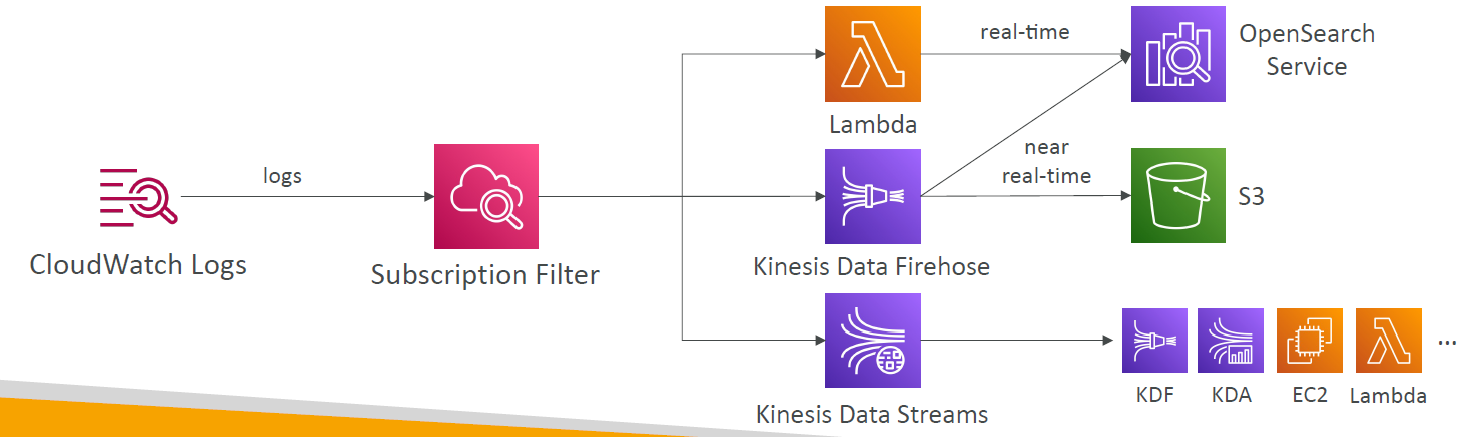 real-time
OpenSearch
Service
Lambda
logs
near
real-time
S3
CloudWatch Logs
Subscription Filter
Kinesis Data Firehose
KDF
KDA
EC2
Lambda
...
Kinesis Data Streams